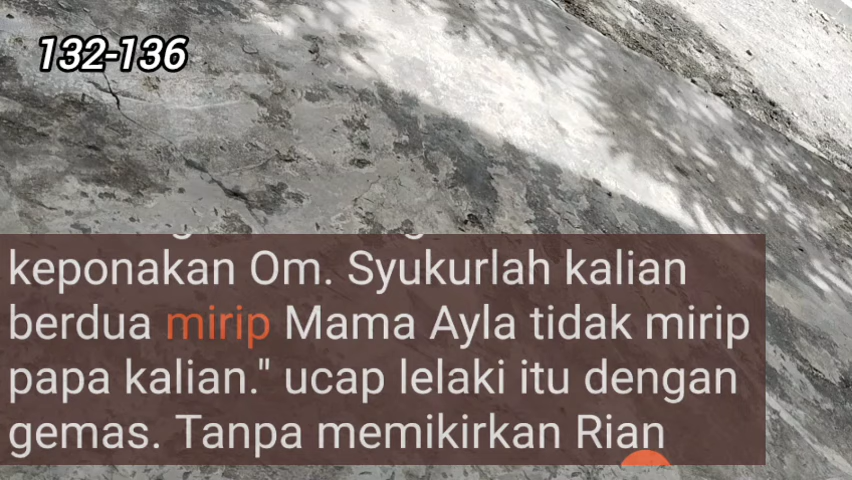 132-136
keponakan Om. Syukurlah kalian
berdua mirip Mama Ayla tidak mirip
papa kalian." ucap lelaki itu dengan
gemas. Tanpa memikirkan Rian